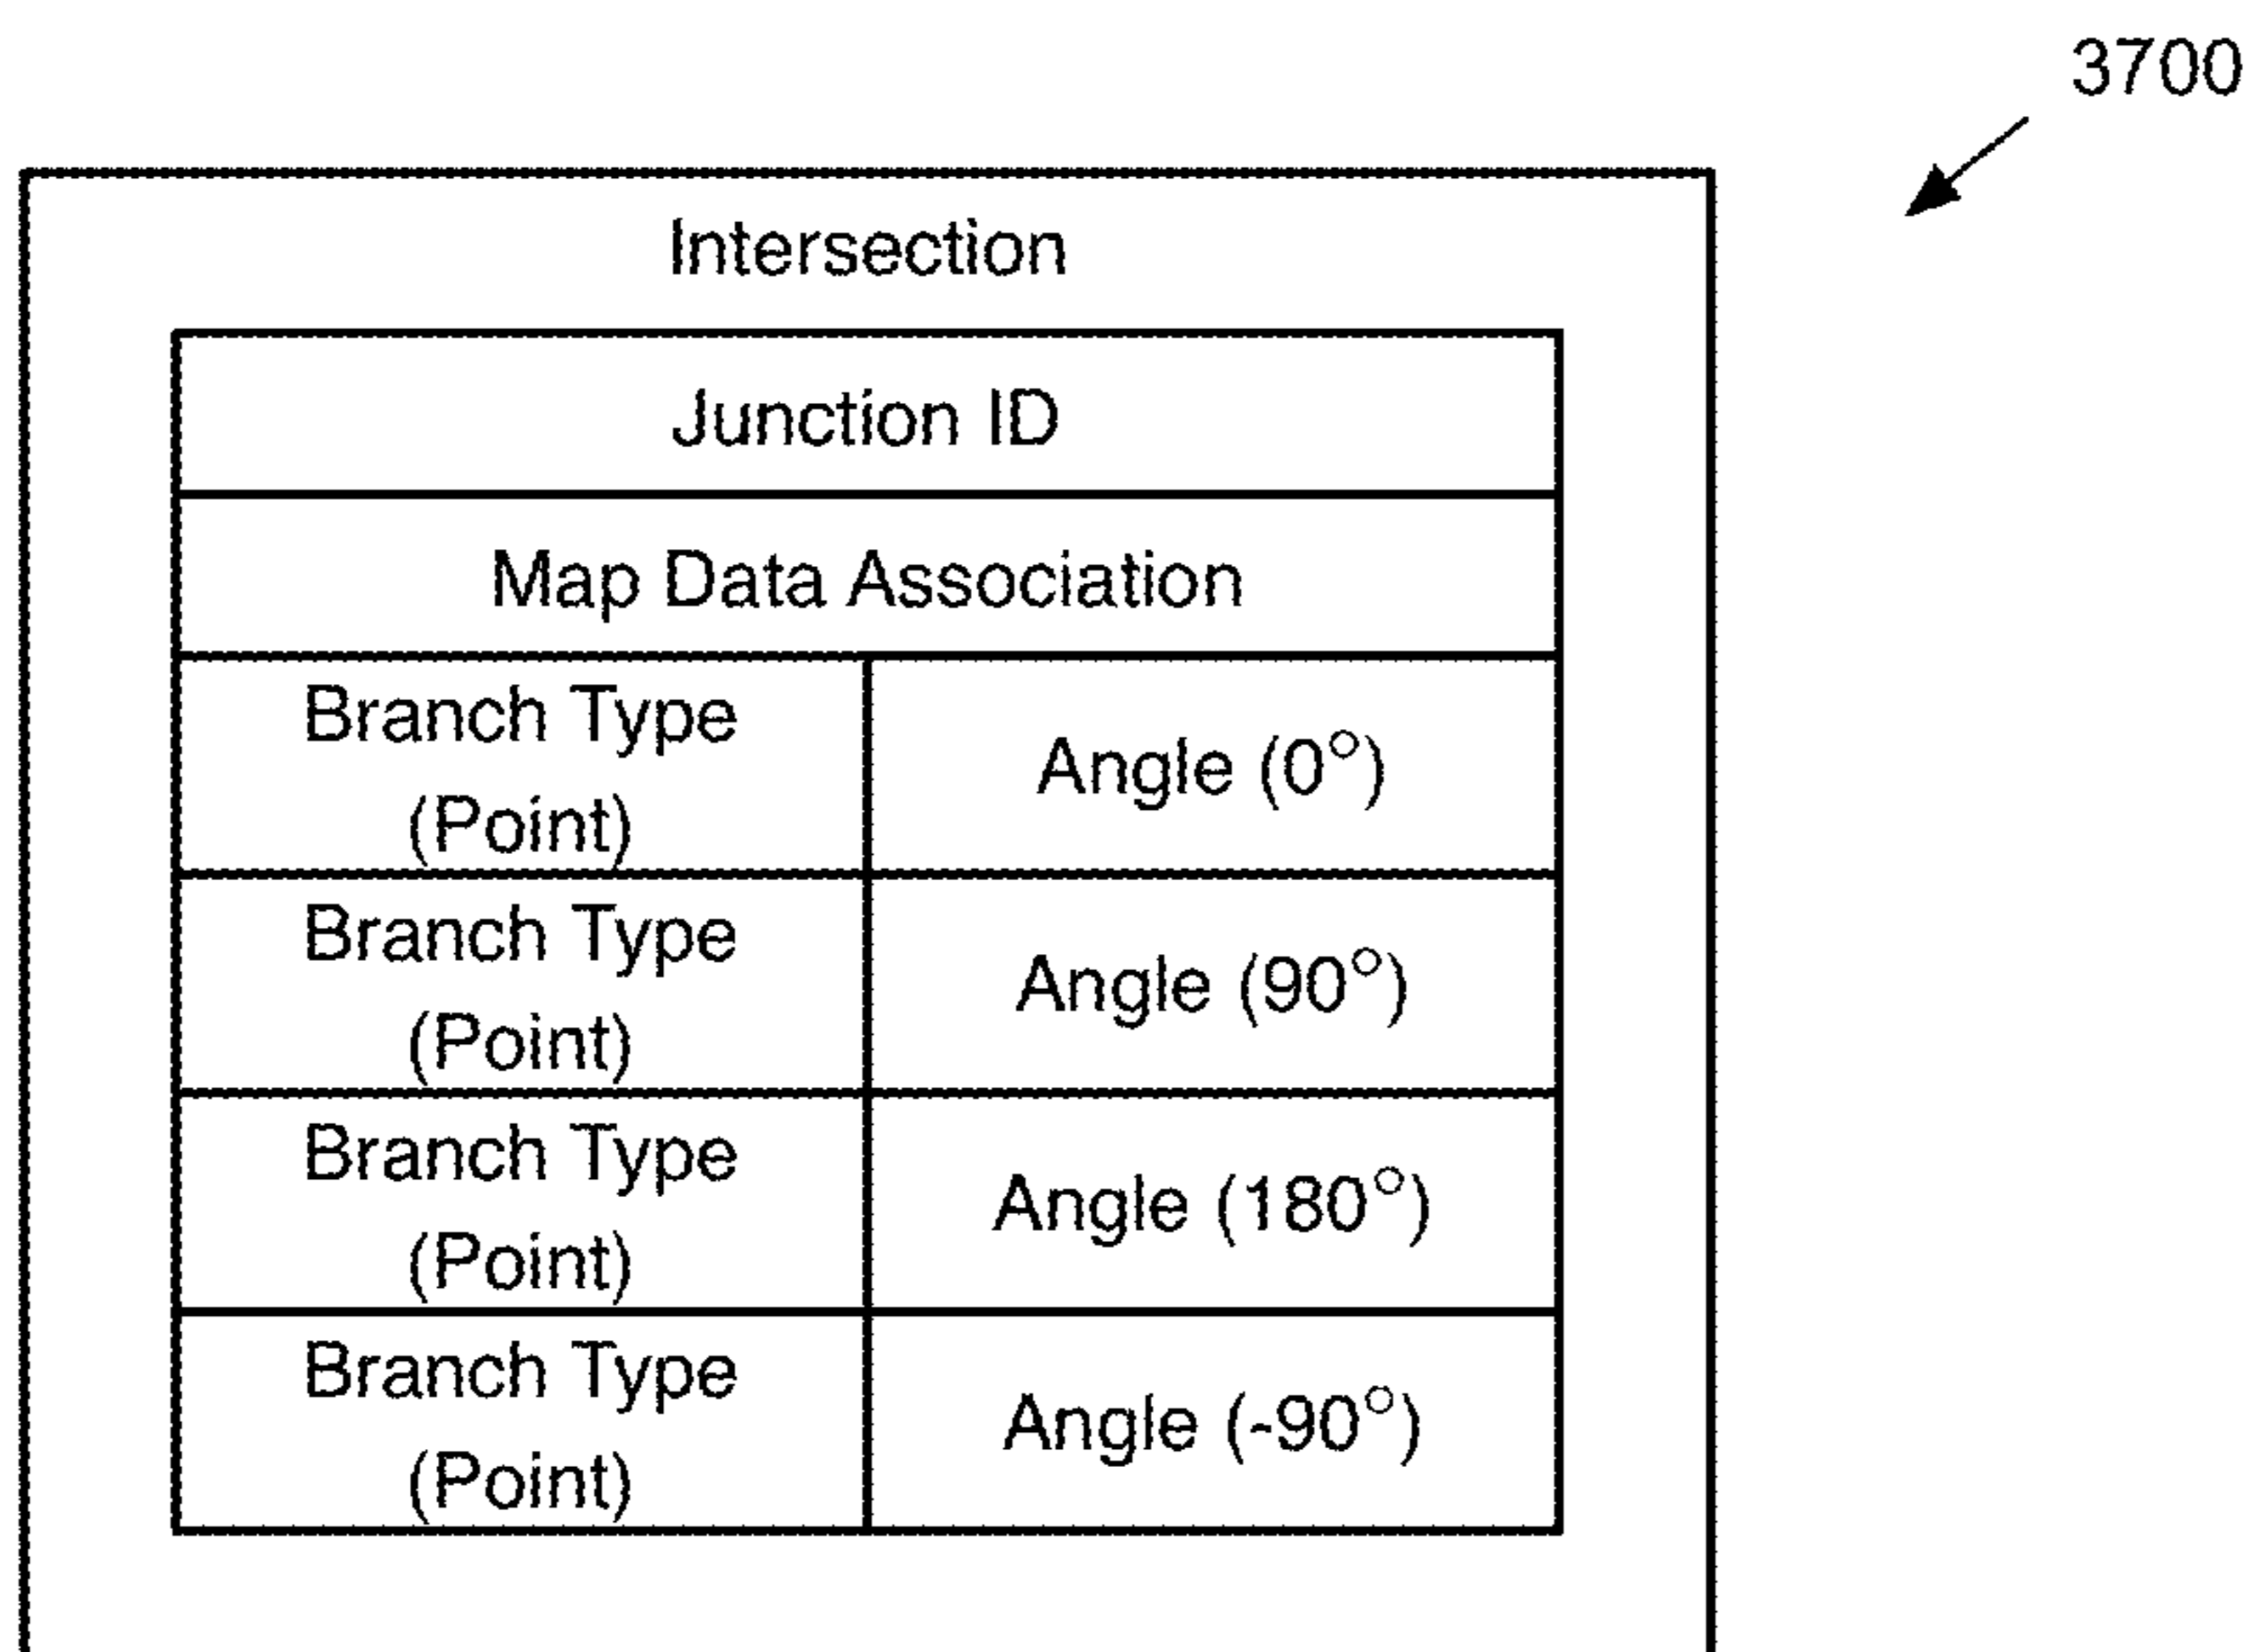 3700
Intersection
Junction ID
Map Data Association
Branch Type
(Point)
Angle (0°)
Branch Type
(Point)
Angle (90°)
Branch Type
(Point)
Angle (180°)
Branch Type
(Point)
Angle (-90°)